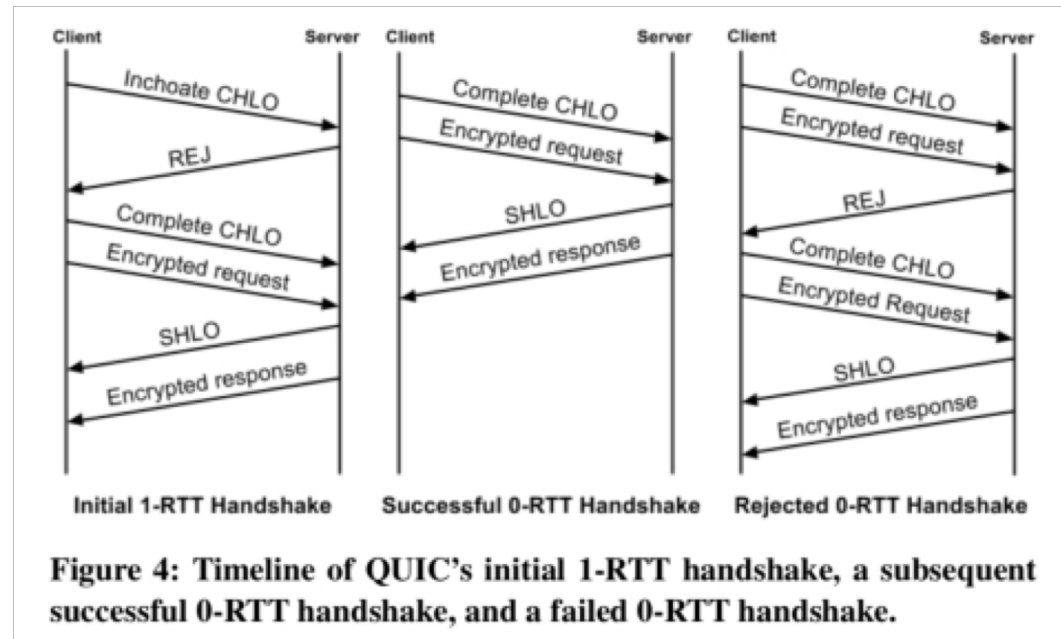 Client Server Client Server Client Server
Inchoate CHLO
REJ
Complete CHLO
Encrypted request
SHLO
Encrypted response
Initial 1-RTT Handshake
Complete CHLO
Encrypted request
SHLO
Encrypted response
Successful 0-RTT Handshake
Complete CHLO
Encrypted request
REJ
Complete CHLO
Encrypted Request
SHLO
Encrypted response
Rejected 0-RTT Handshake
Figure 4: Timeline of QUIC's initial 1-RTT handshake, a subsequent
successful 0-RTT handshake, and a failed 0-RTT handshake.